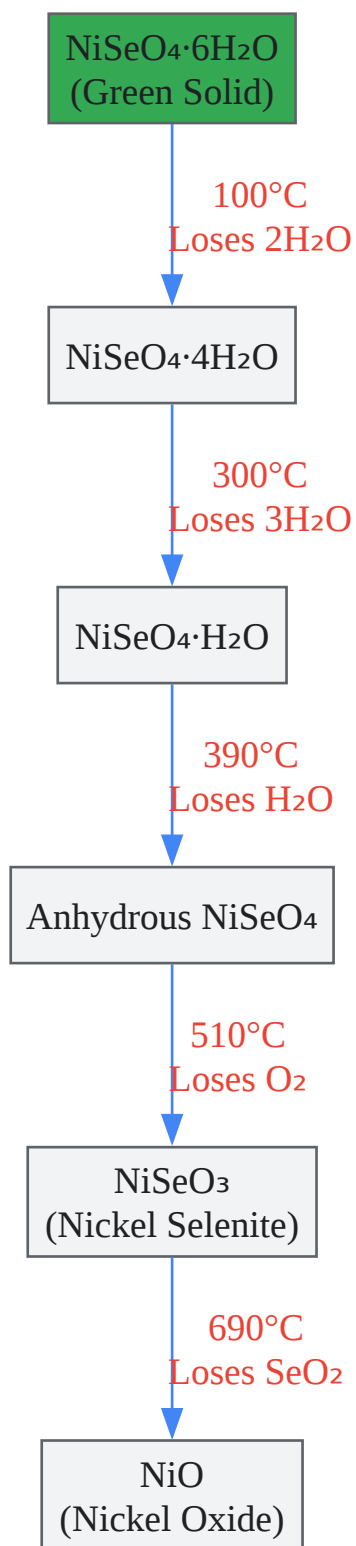 NiSeO₄·6H₂O
(Green Solid)
100°C
Loses 2H₂O
NiSeO₄·4H₂O
300°C
Loses 3H₂O
NiSeO₄·H₂O
390°C
Loses H₂O
Anhydrous NiSeO₄
510°C
Loses O₂
NiSeO₃
(Nickel Selenite)
690°C
Loses SeO₂
NiO
(Nickel Oxide)